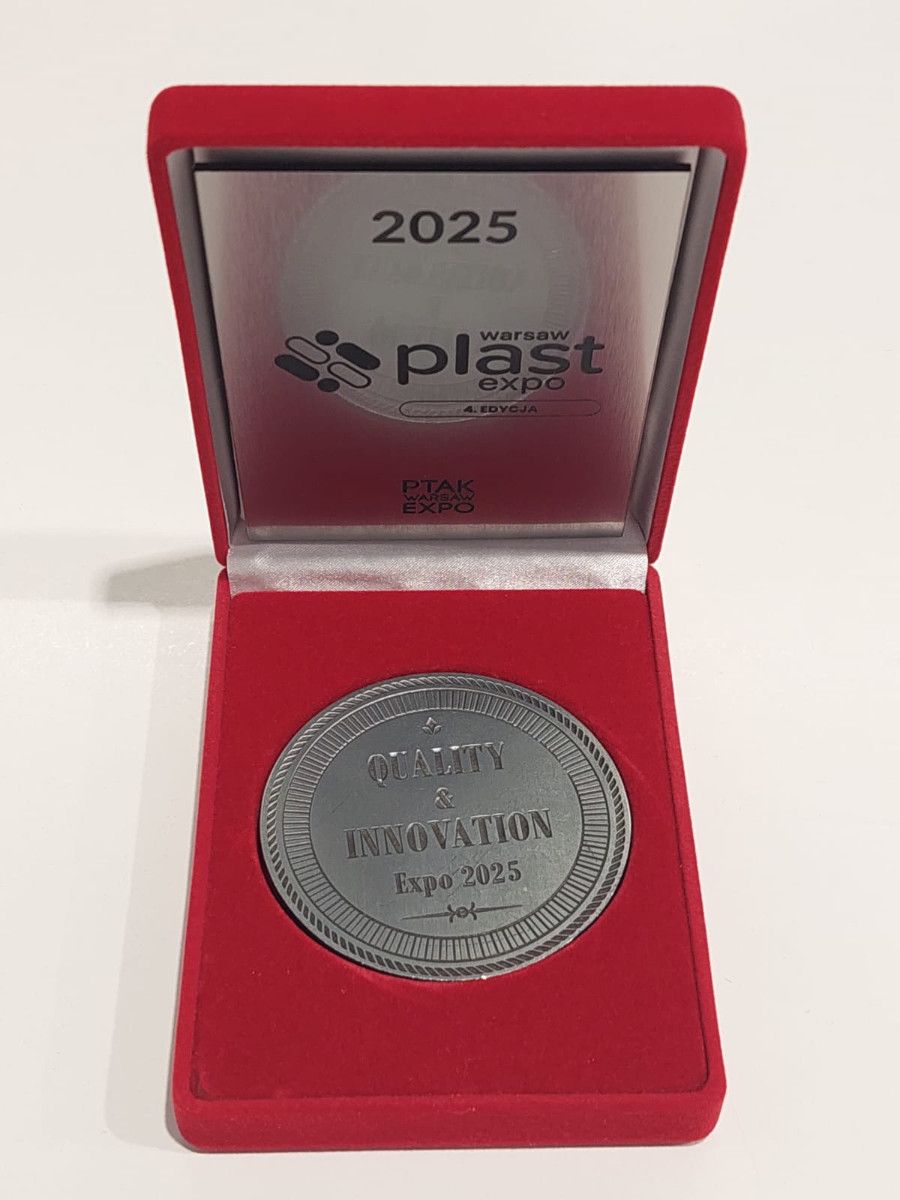 2025
warsaw
plast
expo
4. EDYCJA
PTAK
WARSAW
EXPO
QUALITY
&
INNOVATION
Expo 2025